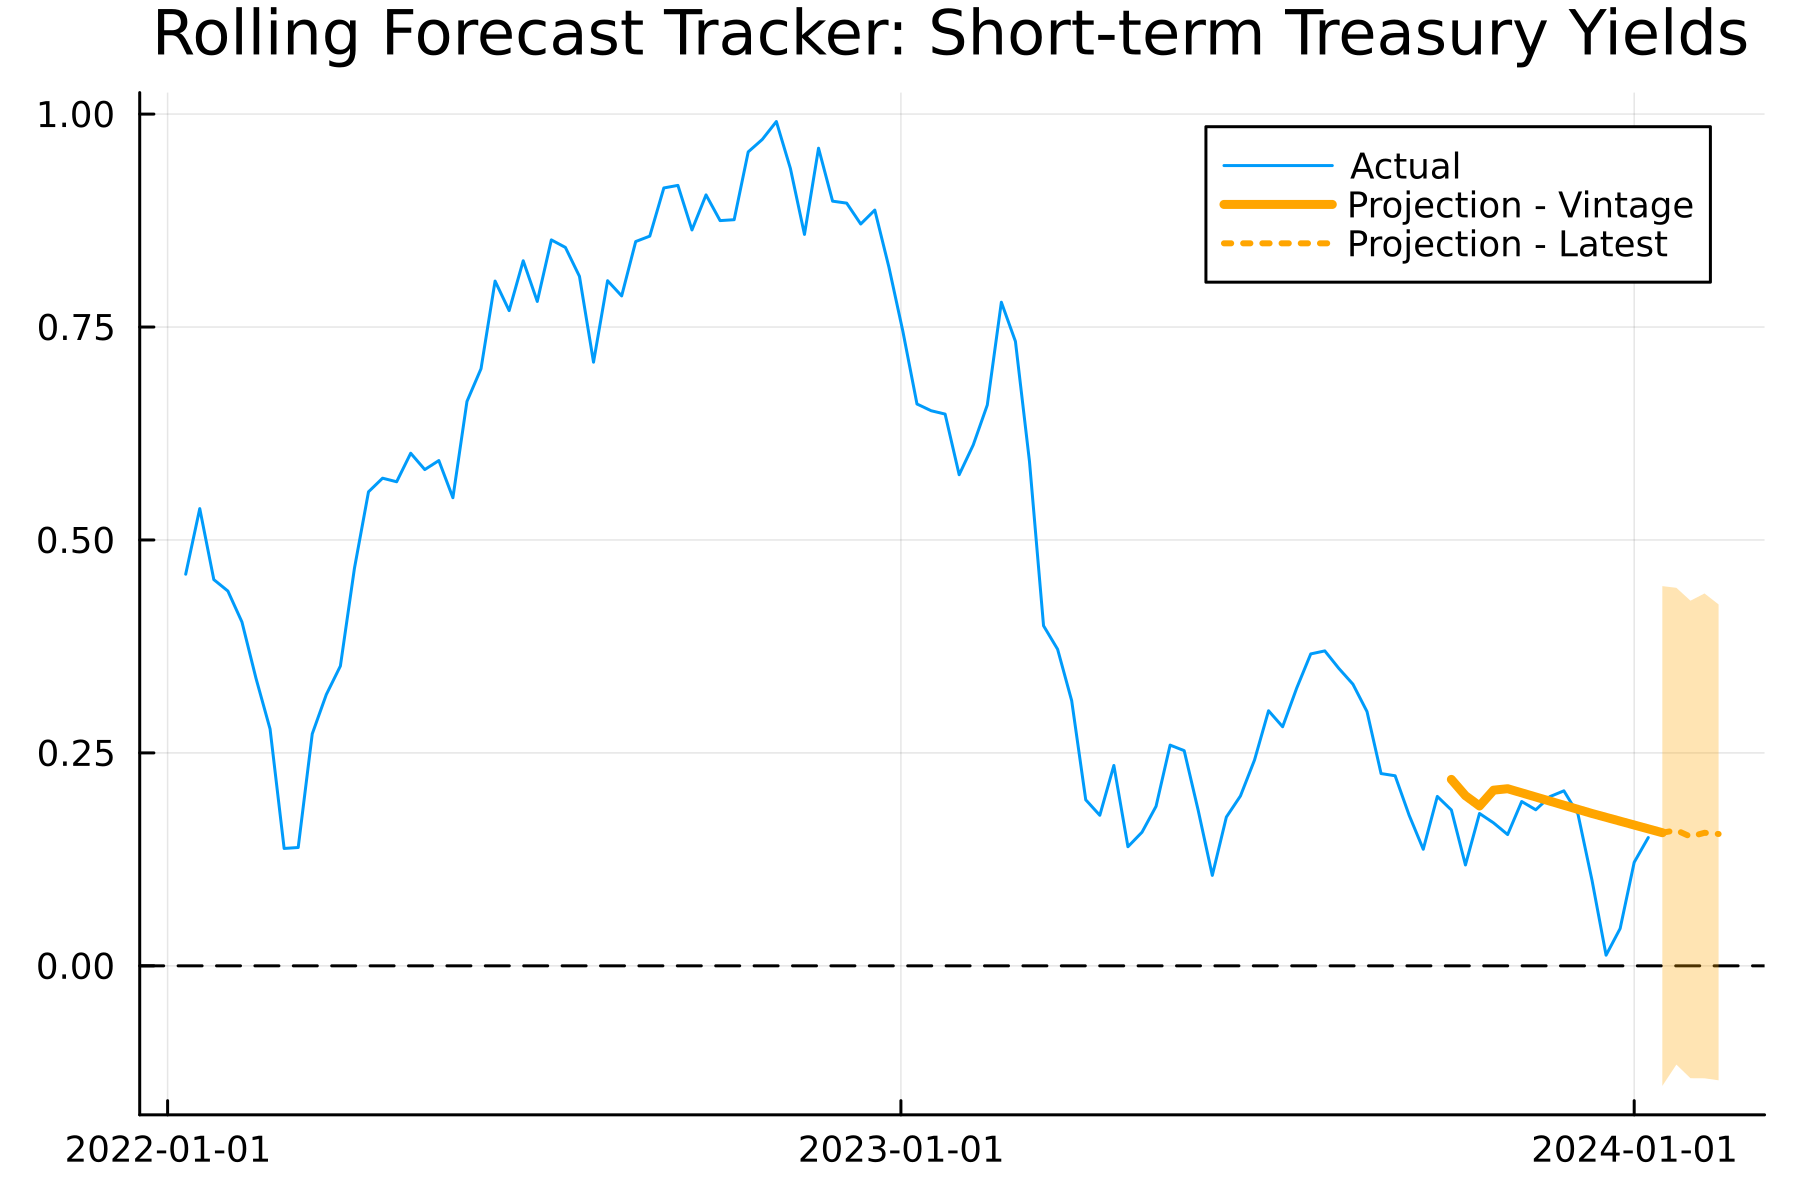 Rolling Forecast Tracker: Short-term Treasury Yields
1.00
0.75
0.50
0.25
0.00
Actual
Projection - Vintage
Projection - Latest
2022-01-01
2023-01-01
2024-01-01